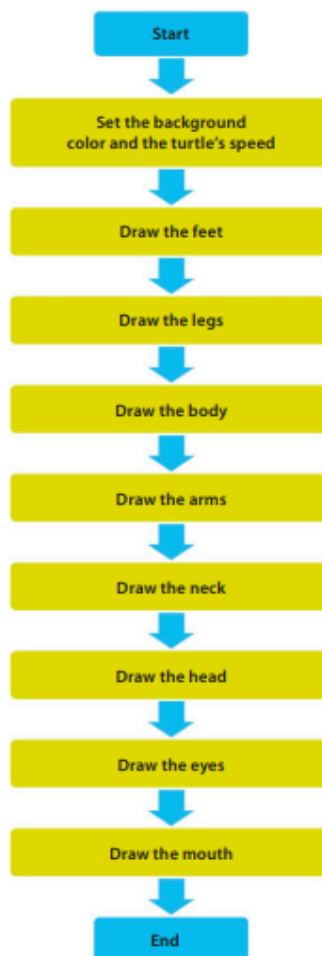 Start
Set the background
color and the turtle's speed
Draw the feet
Draw the legs
Draw the body
Draw the arms
Draw the neck
Draw the head
Draw the eyes
Draw the mouth
End